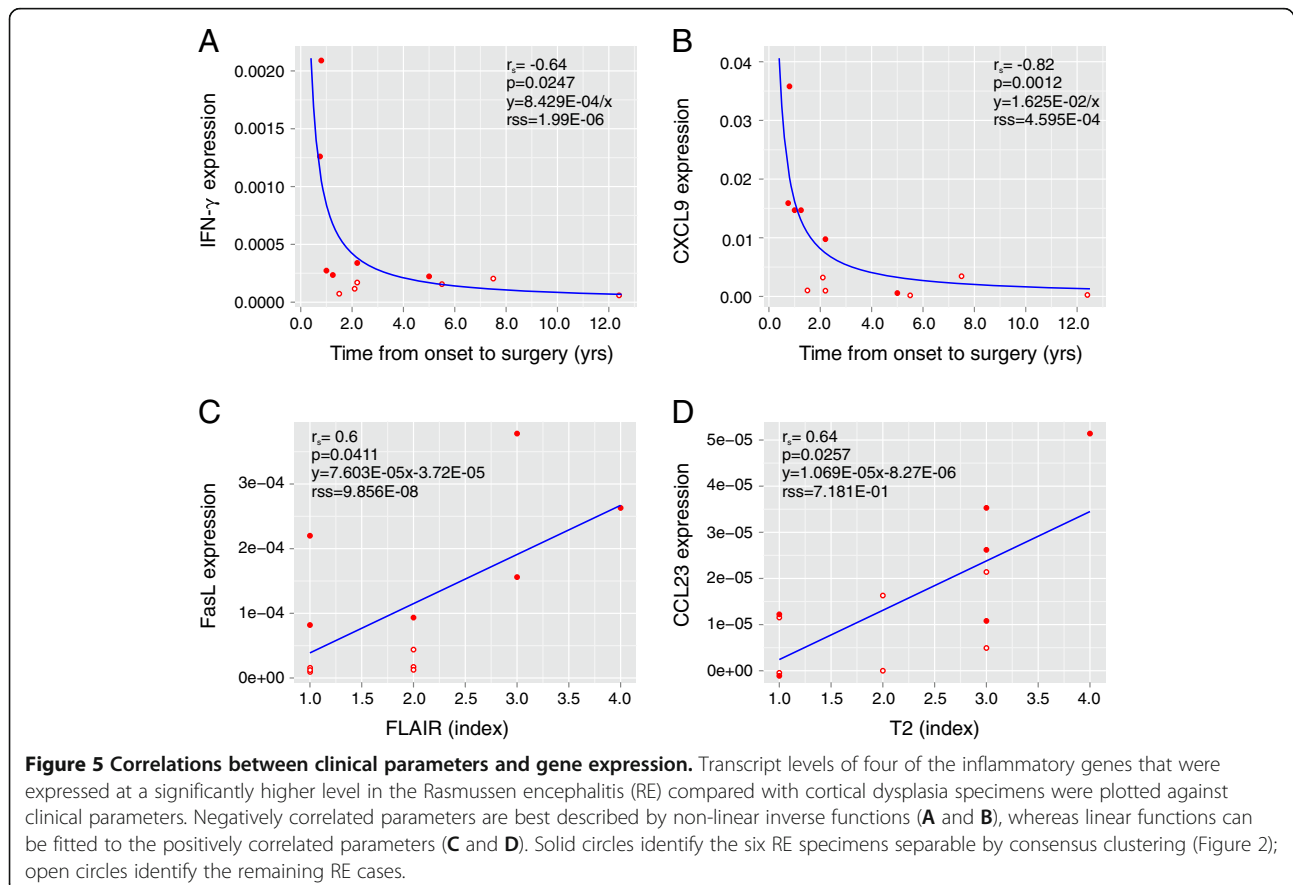 A
IFN-γ expression
0.0020
0.0015
0.0010
0.0005
0.0000
rs= -0.64
p=0.0247
y=8.429E-04/x
rss=1.99E-06
0.0 2.0 4.0 6.0 8.0 10.0 12.0
Time from onset to surgery (yrs)
B
CXCL9 expression
0.04
0.03
0.02
0.01
0.00
rs= -0.82
p=0.0012
y=1.625E-02/x
rss=4.595E-04
0.0 2.0 4.0 6.0 8.0 10.0 12.0
Time from onset to surgery (yrs)
C
FasL expression
3e−04
2e−04
1e−04
0e+00
rs= 0.6
p=0.0411
y=7.603E-05x-3.72E-05
rss=9.856E-08
1.0 1.5 2.0 2.5 3.0 3.5 4.0
FLAIR (index)
D
CCL23 expression
5e−05
4e−05
3e−05
2e−05
1e−05
0e+00
rs= 0.64
p=0.0257
y=1.069E-05x-8.27E-06
rss=7.181E-01
1.0 1.5 2.0 2.5 3.0 3.5 4.0
T2 (index)
Figure 5 Correlations between clinical parameters and gene expression. Transcript levels of four of the inflammatory genes that were
expressed at a significantly higher level in the Rasmussen encephalitis (RE) compared with cortical dysplasia specimens were plotted against
clinical parameters. Negatively correlated parameters are best described by non-linear inverse functions (A and B), whereas linear functions can
be fitted to the positively correlated parameters (C and D). Solid circles identify the six RE specimens separable by consensus clustering (Figure 2);
open circles identify the remaining RE cases.